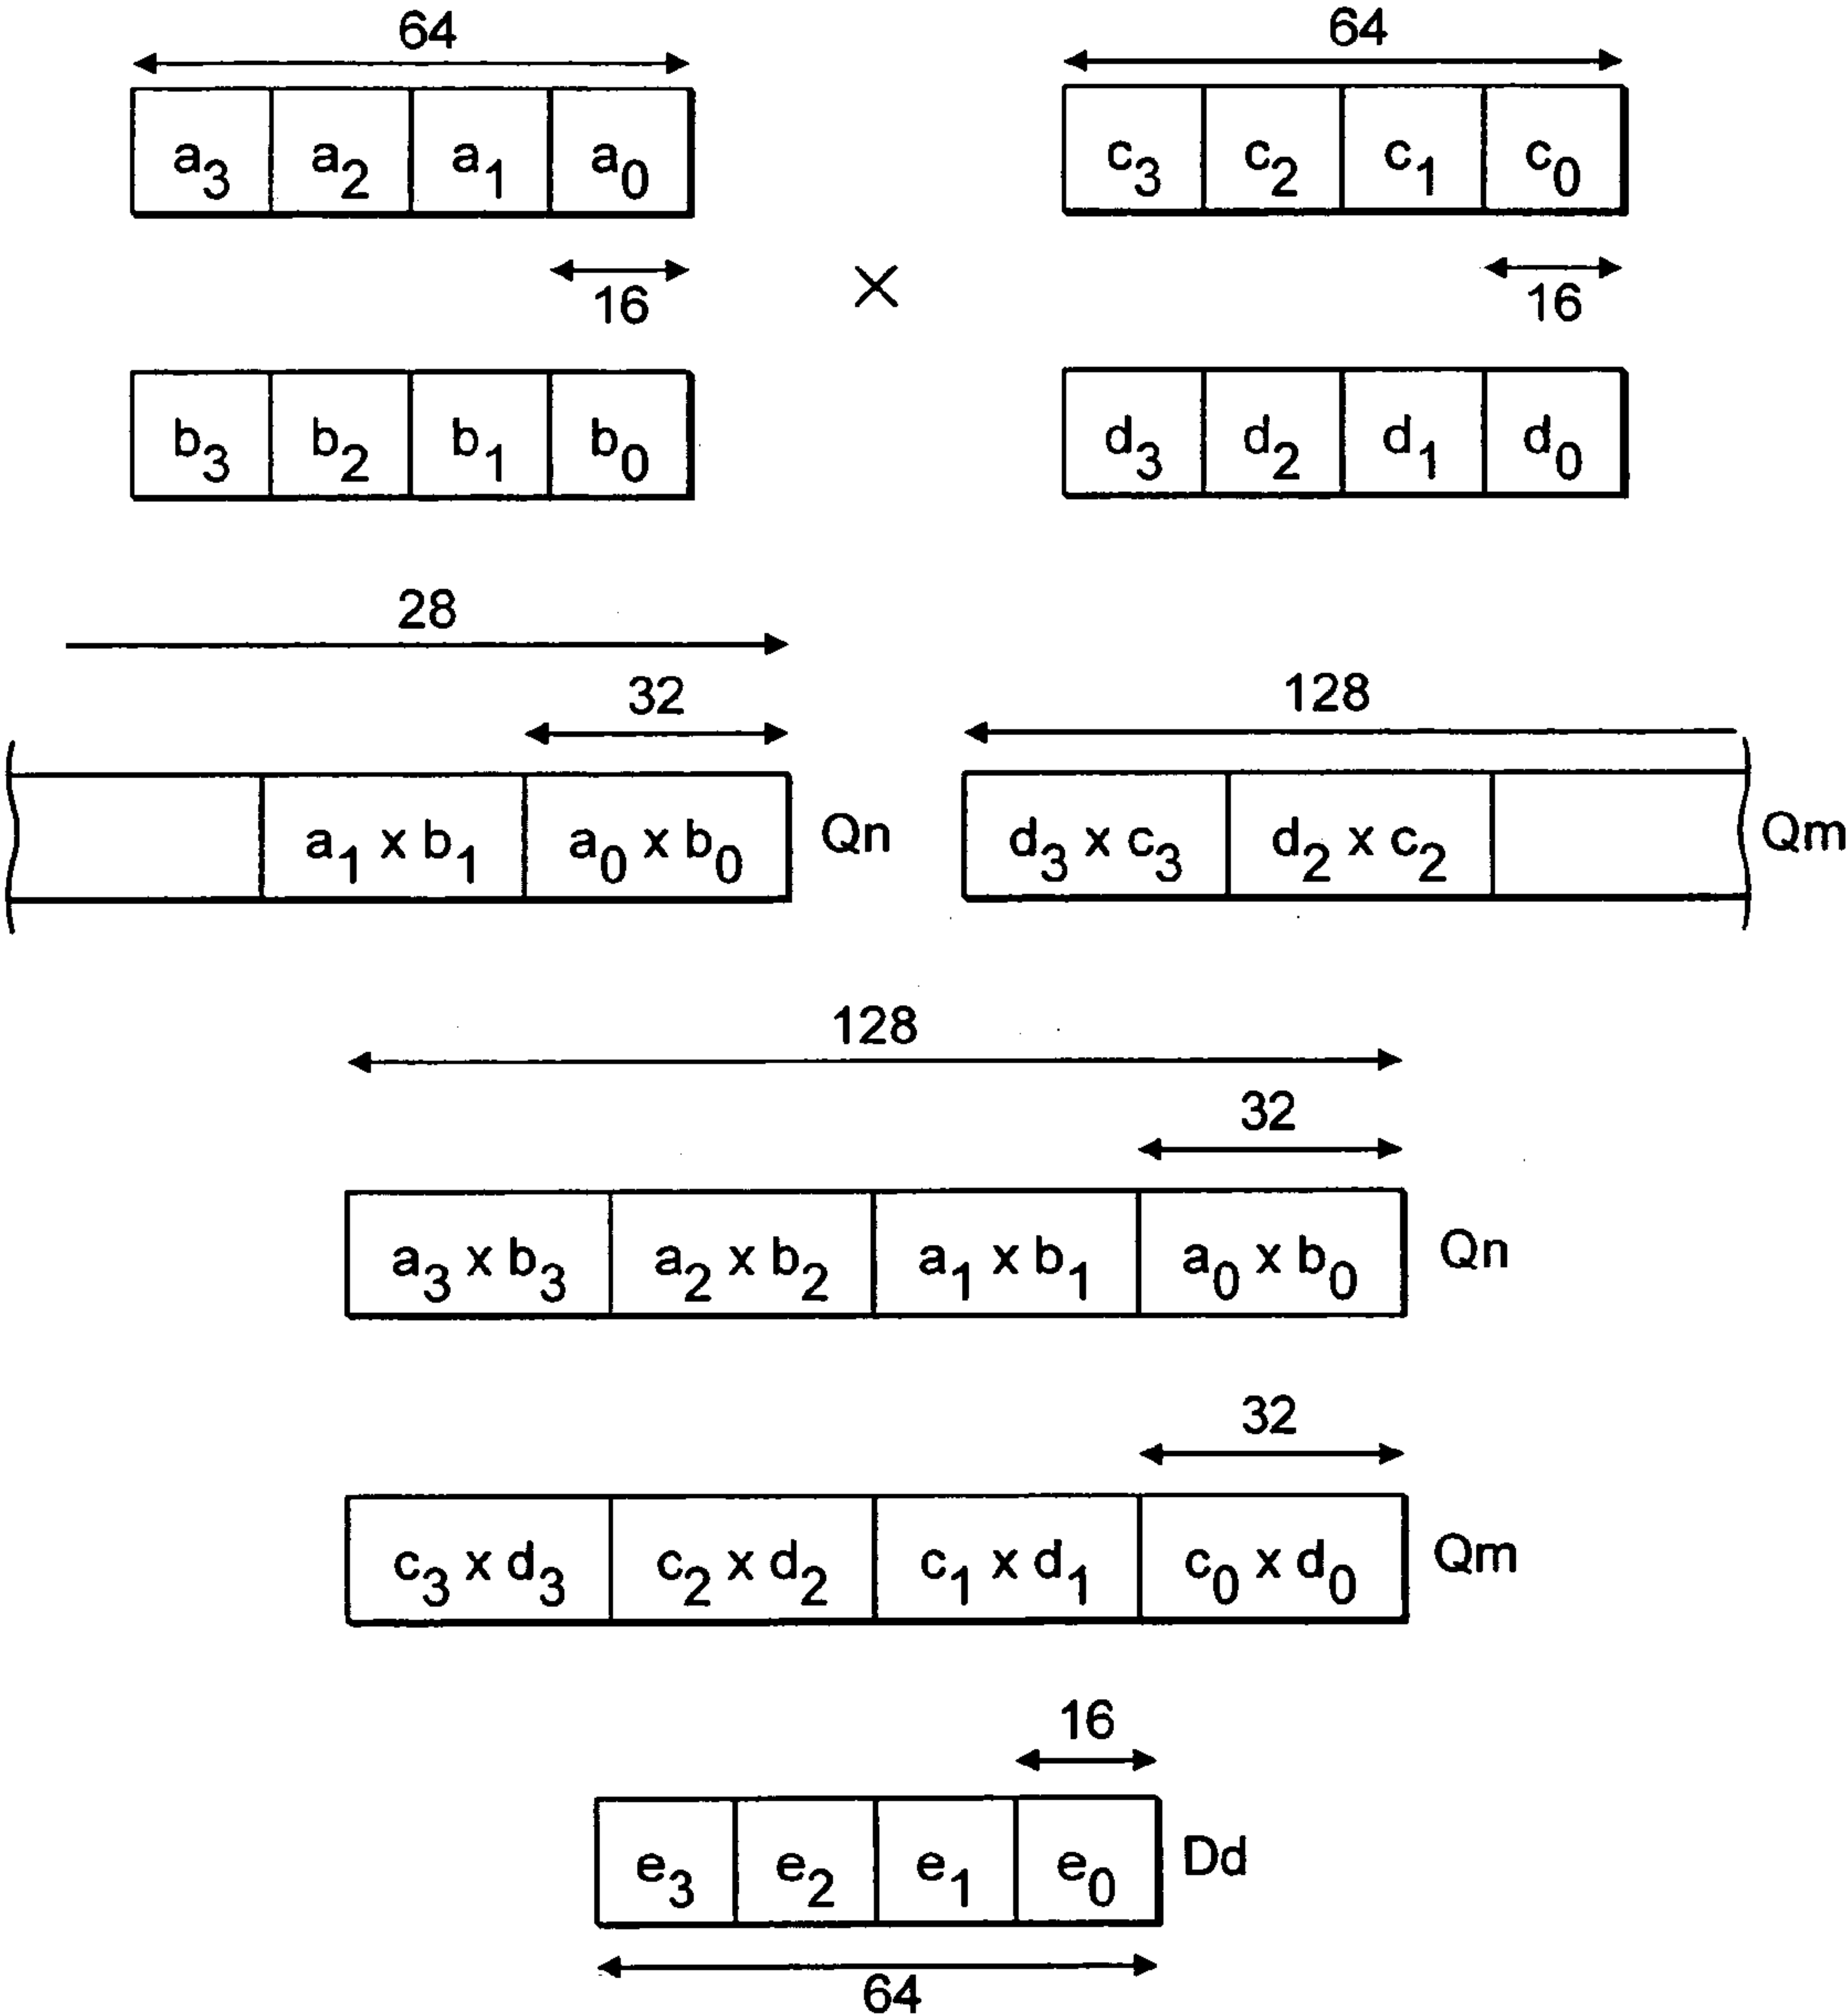 64 64
a3 a2 a1 a0 c3 c2 c1 c0
16 × 16
b3 b2 b1 b0 d3 d2 d1 d0
28
32 128
a1 x b1 a0 x b0 Qn d3 x c3 d2 x c2 Qm
128
32
a3 x b3 a2 x b2 a1 x b1 a0 x b0 Qn
32
c3 x d3 c2 x d2 c1 x d1 c0 x d0 Qm
16
e3 e2 e1 e0 Dd
64